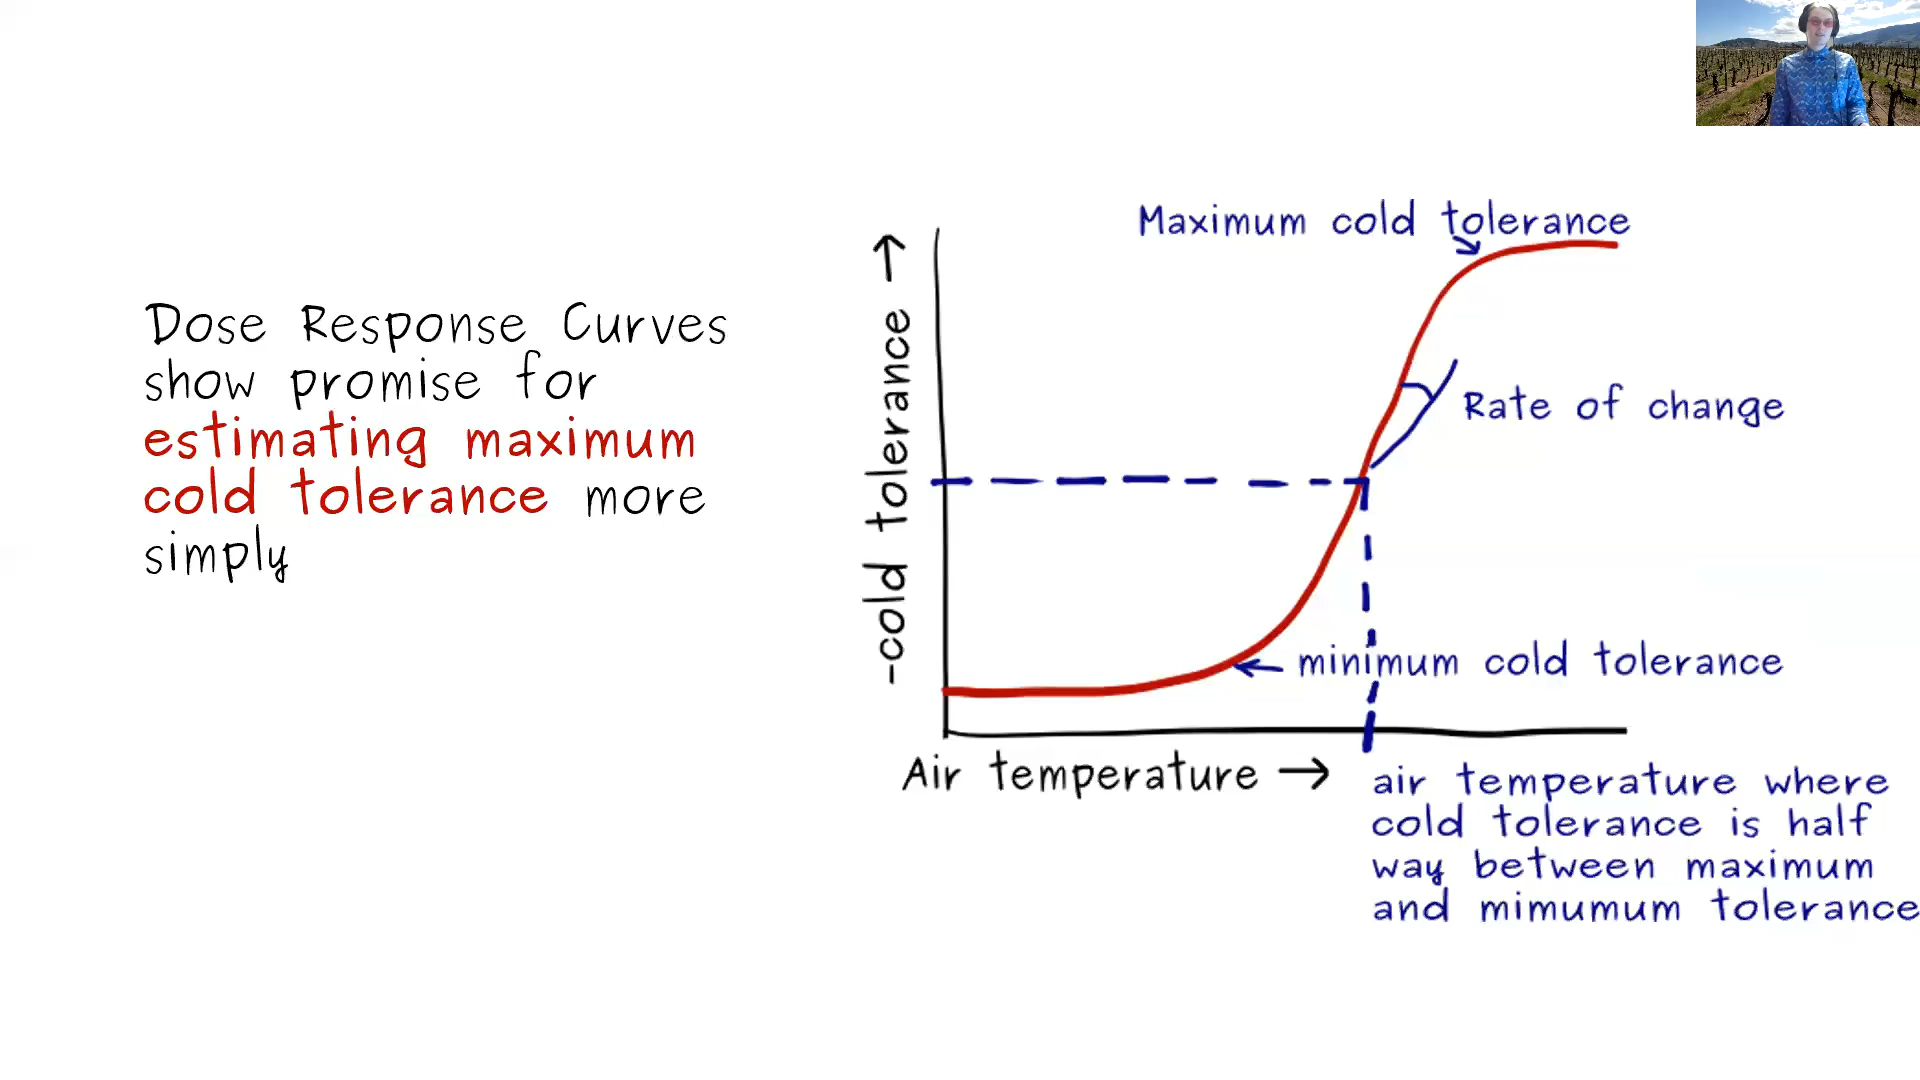 Dose Response Curves
show promise for
estimating maximum
cold tolerance more
simply
Maximum cold tolerance
Rate of change
-cold tolerance →
minimum cold tolerance
Air temperature →
air temperature where
cold tolerance is half
way between maximum
and mimumum tolerance